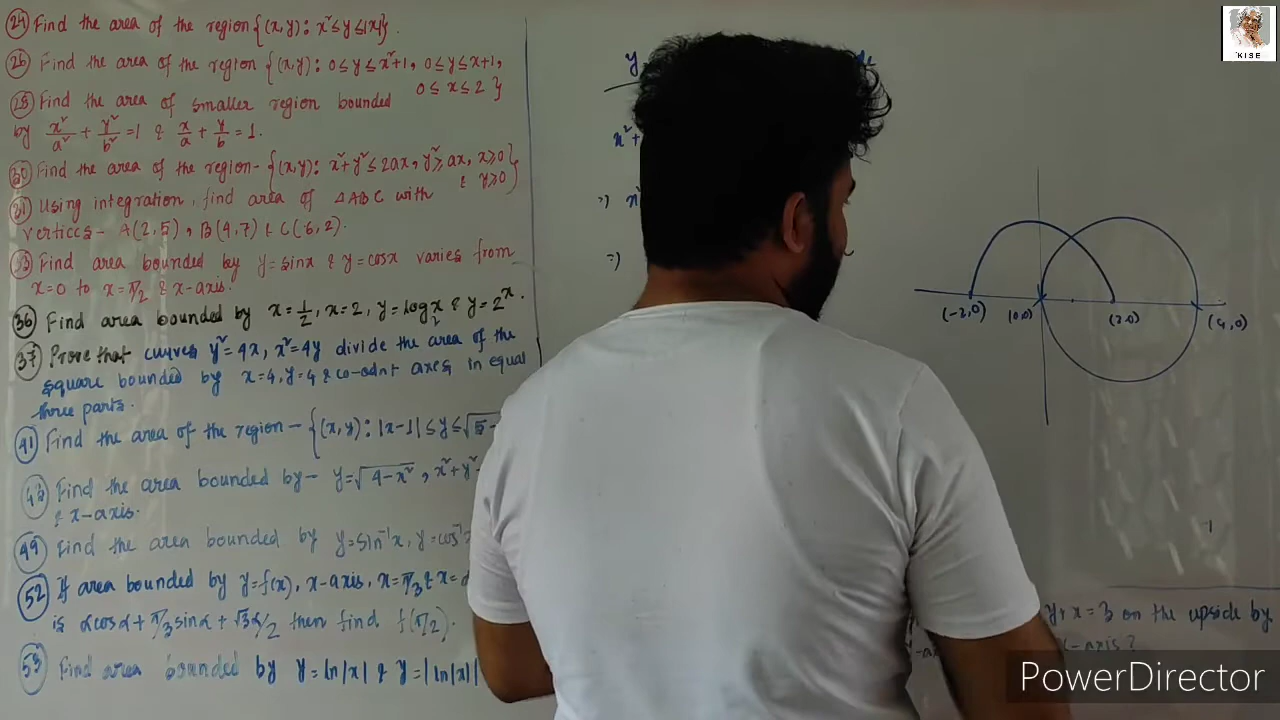 24 Find the area of the region {(x,y): x² ≤ y ≤ |x|}.
26 Find the area of the region {(x,y): 0 ≤ y ≤ x²+1, 0 ≤ y ≤ x+1,
0 ≤ x ≤ 2}
28 Find the area of smaller region bounded
by x²/a² + y²/b² = 1 & x/a + y/b = 1.
30 Find the area of the region - {(x,y): x²+y² ≤ 2ax, y² ≥ ax, x ≥ 0
& y ≥ 0}
31 Using integration, find area of △ABC with
vertices - A(2,5), B(4,7) & C(6,2).
33 Find area bounded by y = sinx & y = cosx varies from
x=0 to x=π/2 & x-axis.
36 Find area bounded by x = 1/2, x=2, y=log x & y = 2ˣ.
37 Prove that curves y²=4x, x²=4y divide the area of the
square bounded by x=4, y=4 & co-odnt axes in equal
three parts.
41 Find the area of the region - {(x,y): |x-1| ≤ y ≤ √5-
Find the area bounded by - y=√4-x², x²+y²
& x-axis.
49 Find the area bounded by y=sin⁻¹x, y=cos⁻¹
52 If area bounded by y=f(x), x-axis, x=π/3 & x=
is αcosα + π/3 sinα + √3α/2 then find f(π/2).
53 Find area bounded by y = ln|x| & y = |ln|x||
y
x²+
⇒ x²
⇒
(-2,0) (0,0) (2,0) (4,0)
y+x=3 on the upside by
x-axis?
KISE
PowerDirector